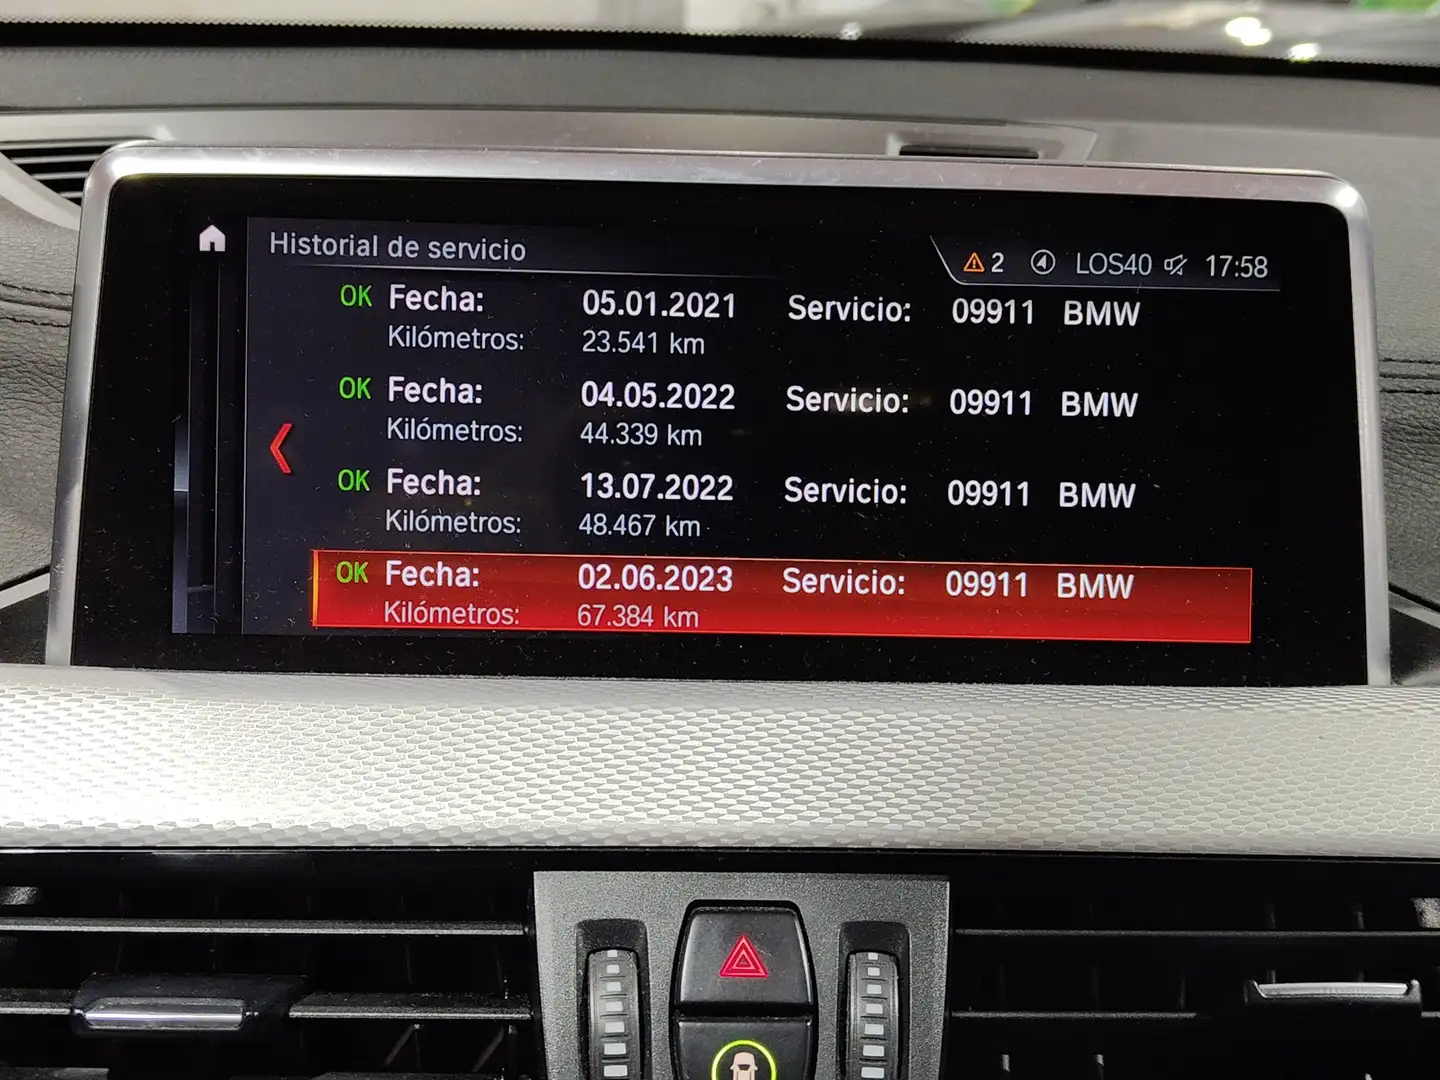 Historial de servicio
2 LOS40 17:58
OK Fecha: 05.01.2021 Servicio: 09911 BMW
Kilómetros: 23.541 km
OK Fecha: 04.05.2022 Servicio: 09911 BMW
Kilómetros: 44.339 km
OK Fecha: 13.07.2022 Servicio: 09911 BMW
Kilómetros: 48.467 km
OK Fecha: 02.06.2023 Servicio: 09911 BMW
Kilómetros: 67.384 km